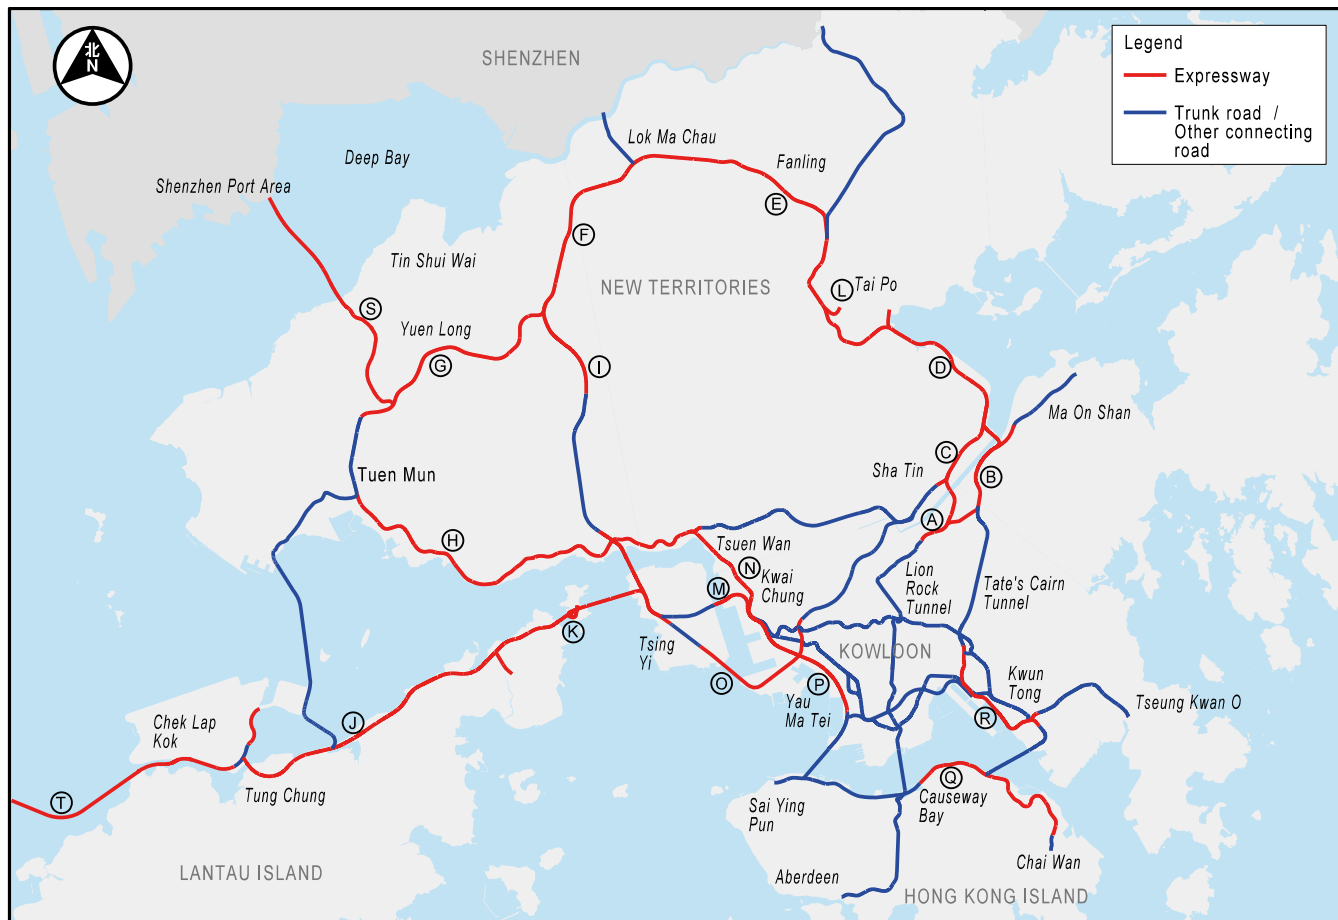 北
N
SHENZHEN
Legend
Expressway
Trunk road /
Other connecting
road
Lok Ma Chau
Fanling
Deep Bay
Shenzhen Port Area
E
F
Tin Shui Wai
NEW TERRITORIES
L
Tai Po
S
Yuen Long
G
I
D
Ma On Shan
C
Sha Tin
B
Tuen Mun
A
H
Tsuen Wan
N
Kwai
Chung
M
Lion
Rock
Tunnel
Tate's Cairn
Tunnel
K
Tsing
Yi
KOWLOON
O
P
Yau
Ma Tei
Kwun
Tong
R
Tseung Kwan O
Chek Lap
Kok
J
T
Tung Chung
Q
Sai Ying
Pun
Causeway
Bay
Chai Wan
LANTAU ISLAND
Aberdeen
HONG KONG ISLAND